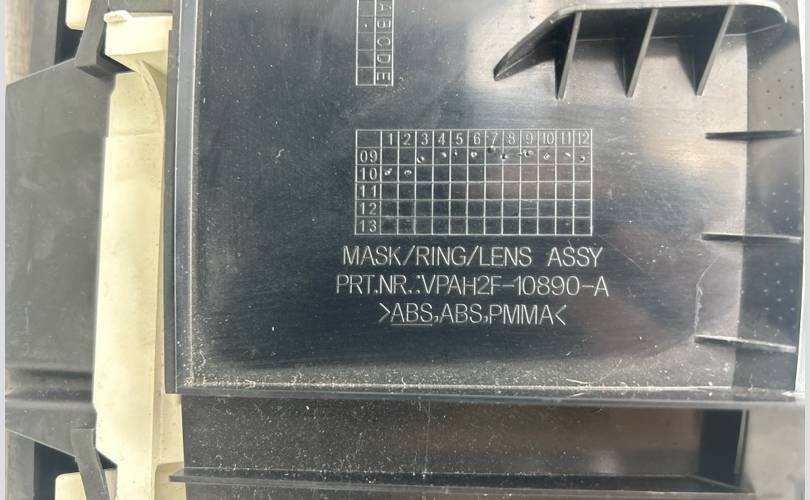 A B C D E
1 2 3 4 5 6 7 8 9 10 11 12
09
10
11
12
13
MASK/RING/LENS ASSY
PRT.NR.:VPAH2F-10890-A
>ABS,ABS,PMMA<